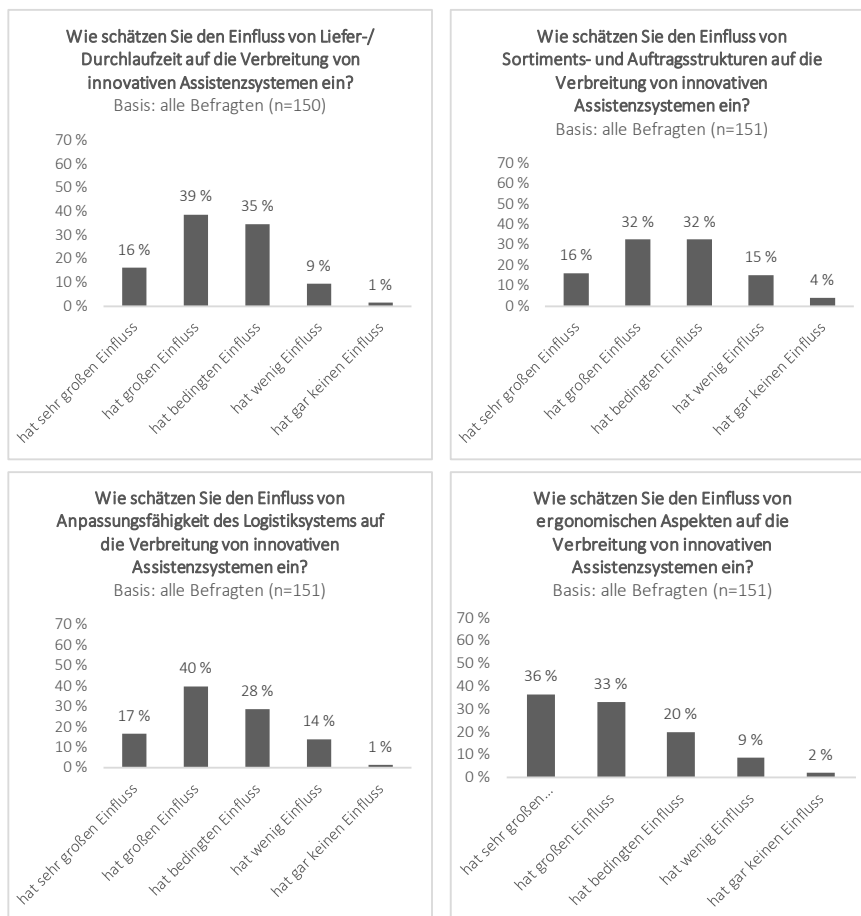 Wie schätzen Sie den Einfluss von Liefer-/
Durchlaufzeit auf die Verbreitung von
innovativen Assistenzsystemen ein?
Basis: alle Befragten (n=150)
70 %
60 %
50 %
40 %
30 %
20 %
10 %
0 %
16 %
39 %
35 %
9 %
1 %
hat sehr großen Einfluss
hat großen Einfluss
hat bedingten Einfluss
hat wenig Einfluss
hat gar keinen Einfluss
Wie schätzen Sie den Einfluss von
Sortiments- und Auftragsstrukturen auf die
Verbreitung von innovativen
Assistenzsystemen ein?
Basis: alle Befragten (n=151)
70 %
60 %
50 %
40 %
30 %
20 %
10 %
0 %
16 %
32 %
32 %
15 %
4 %
hat sehr großen Einfluss
hat großen Einfluss
hat bedingten Einfluss
hat wenig Einfluss
hat gar keinen Einfluss
Wie schätzen Sie den Einfluss von
Anpassungsfähigkeit des Logistiksystems auf
die Verbreitung von innovativen
Assistenzsystemen ein?
Basis: alle Befragten (n=151)
70 %
60 %
50 %
40 %
30 %
20 %
10 %
0 %
17 %
40 %
28 %
14 %
1 %
hat sehr großen Einfluss
hat großen Einfluss
hat bedingten Einfluss
hat wenig Einfluss
hat gar keinen Einfluss
Wie schätzen Sie den Einfluss von
ergonomischen Aspekten auf die
Verbreitung von innovativen
Assistenzsystemen ein?
Basis: alle Befragten (n=151)
70 %
60 %
50 %
40 %
30 %
20 %
10 %
0 %
36 %
33 %
20 %
9 %
2 %
hat sehr großen...
hat großen Einfluss
hat bedingten Einfluss
hat wenig Einfluss
hat gar keinen Einfluss